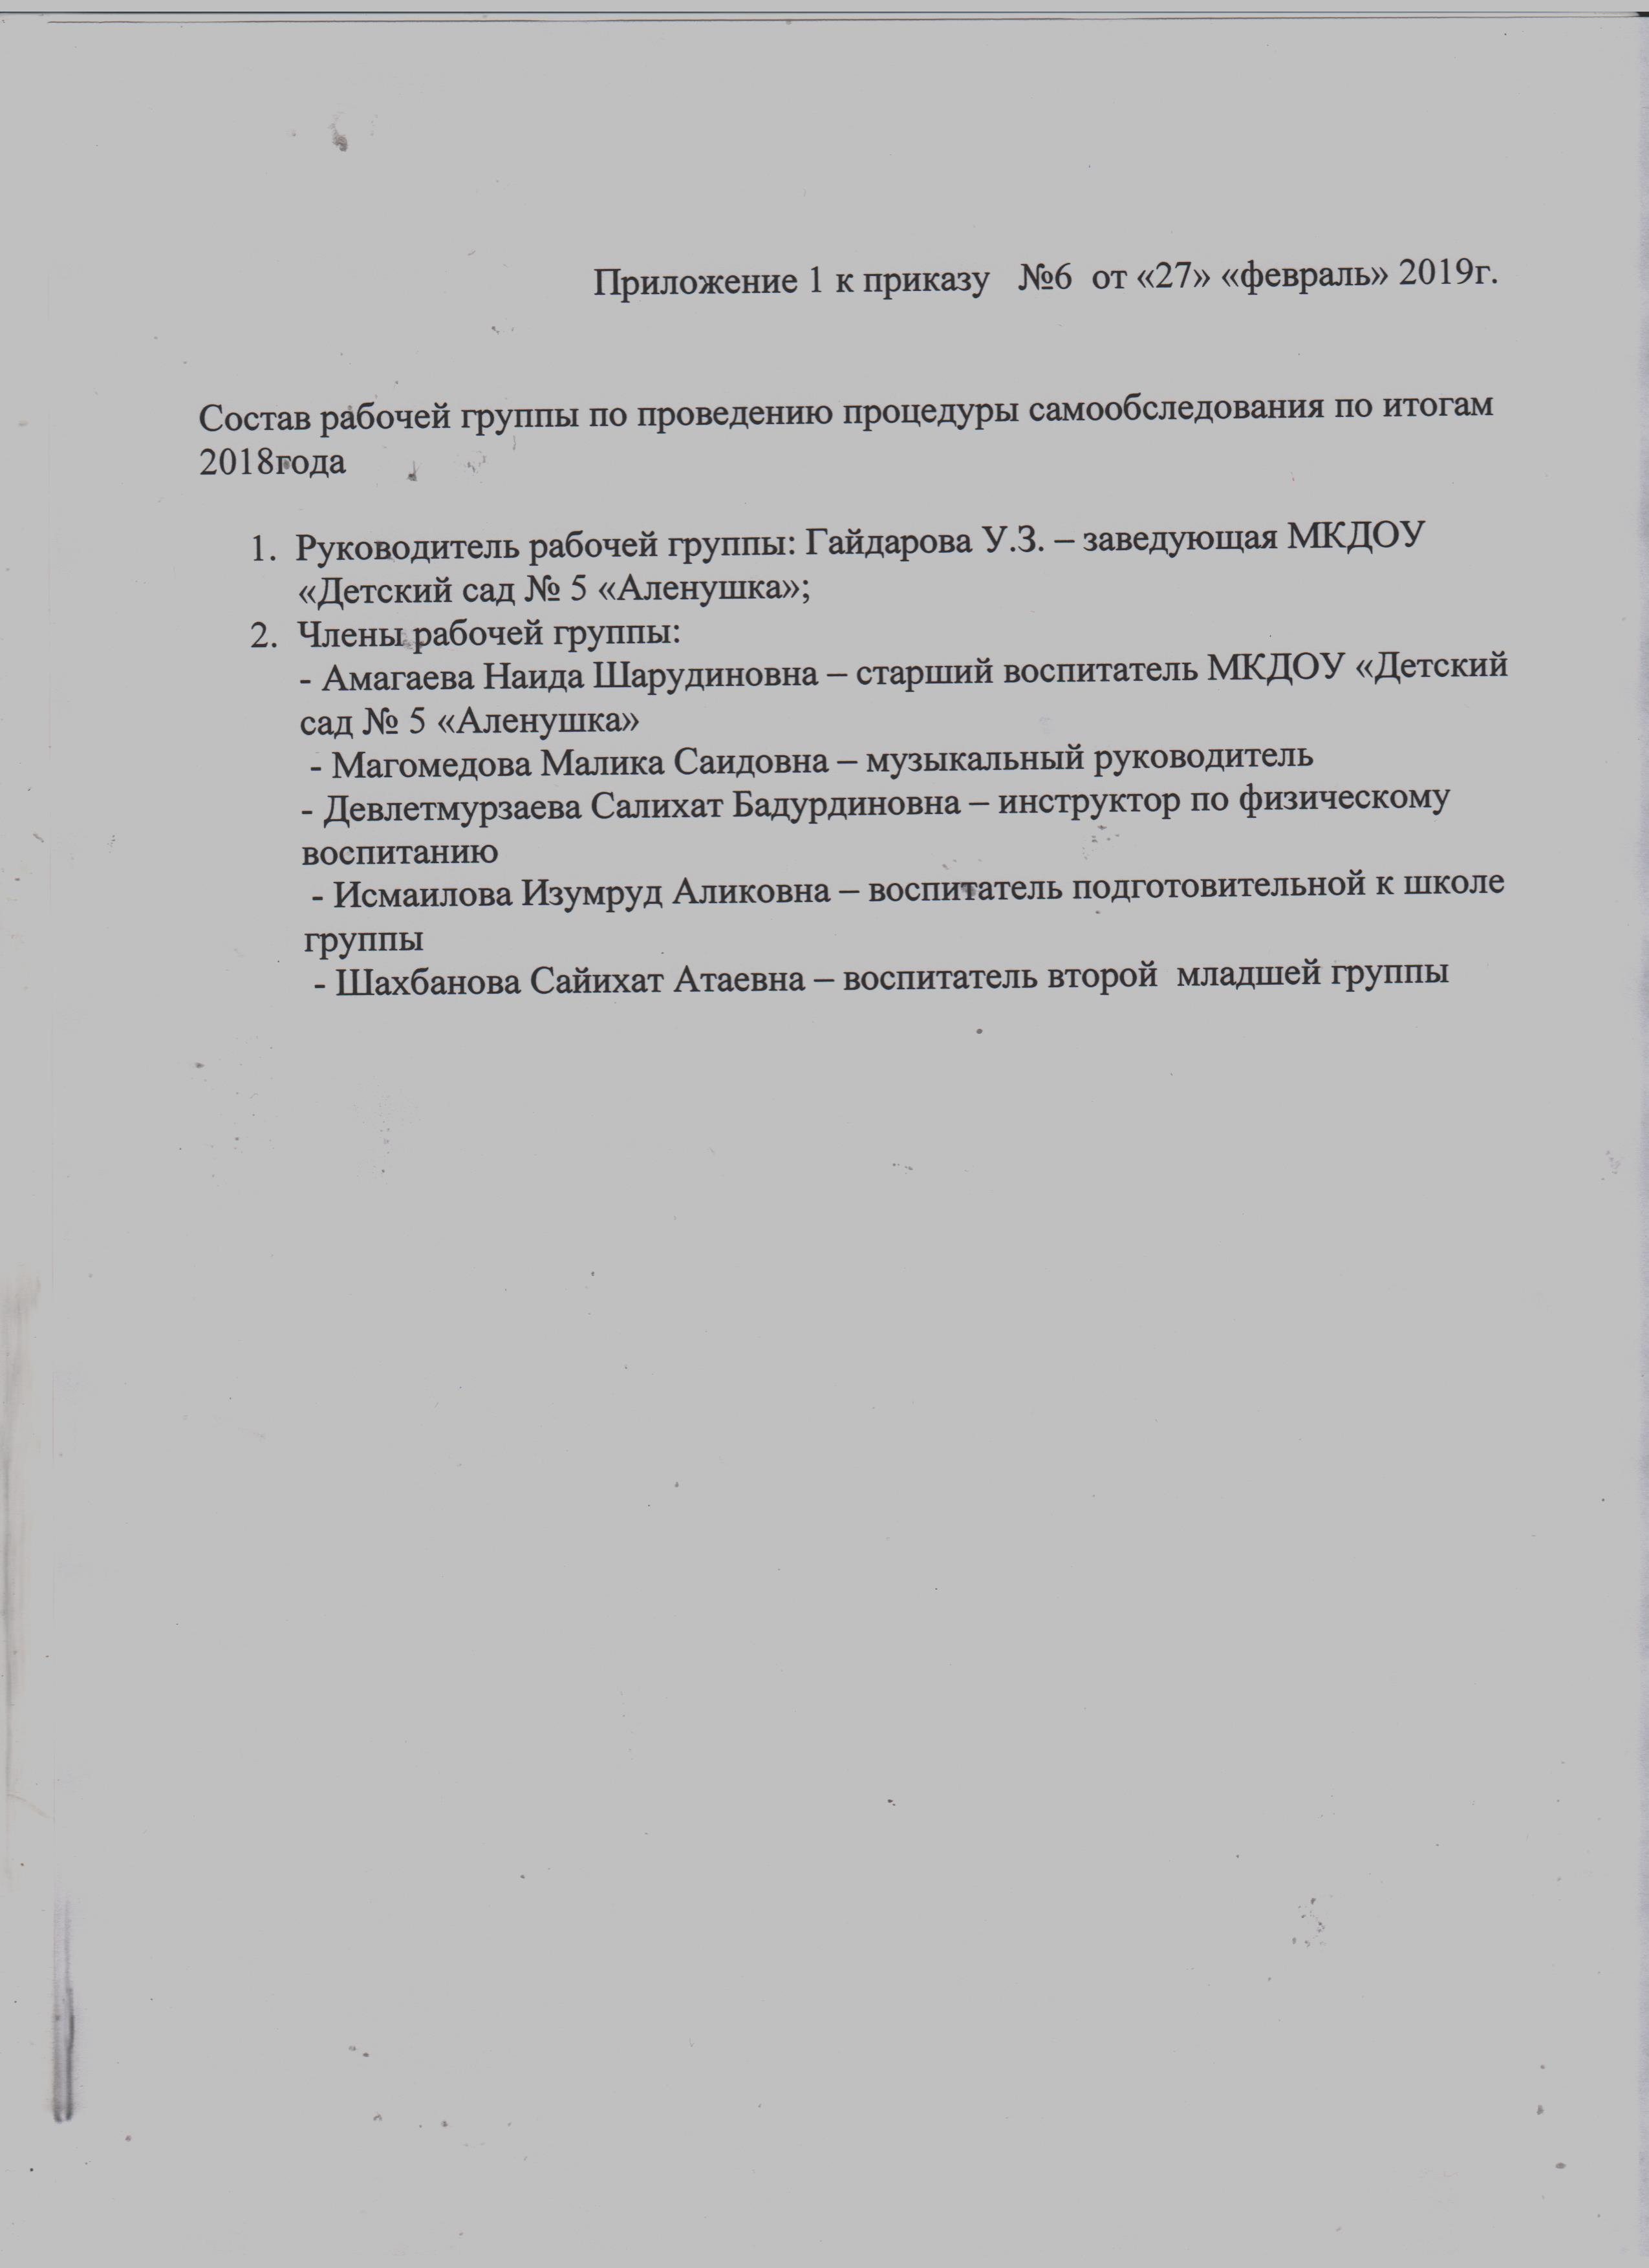 Приложение 1 к приказу №6 от «27» «февраль» 2019г.
Состав рабочей группы по проведению процедуры самообследования по итогам
2018года
1. Руководитель рабочей группы: Гайдарова У.З. – заведующая МКДОУ
«Детский сад № 5 «Аленушка»;
2. Члены рабочей группы:
- Амагаева Наида Шарудиновна – старший воспитатель МКДОУ «Детский
сад № 5 «Аленушка»
- Магомедова Малика Саидовна – музыкальный руководитель
- Девлетмурзаева Салихат Бадурдиновна – инструктор по физическому
воспитанию
- Исмаилова Изумруд Аликовна – воспитатель подготовительной к школе
группы
- Шахбанова Сайихат Атаевна – воспитатель второй младшей группы